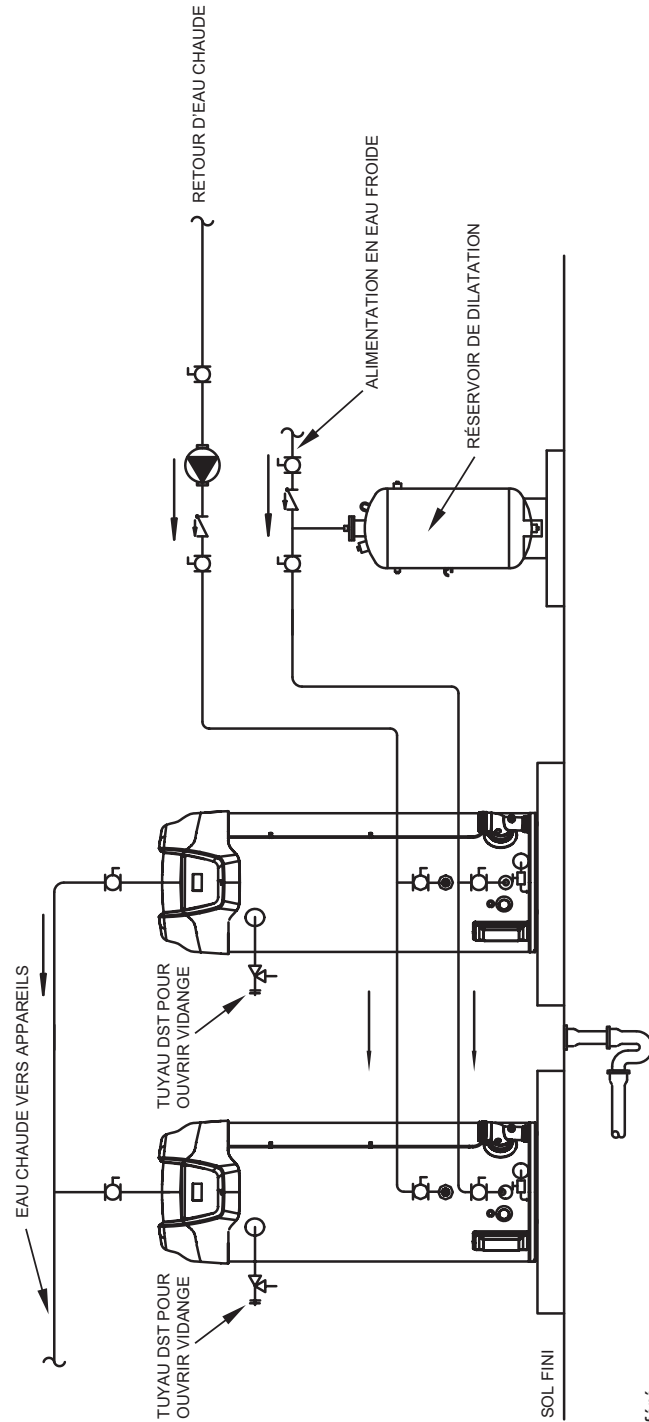 EAU CHAUDE VERS APPAREILS
RETOUR D'EAU CHAUDE
ALIMENTATION EN EAU FROIDE
TUYAU DST POUR
OUVRIR VIDANGE
TUYAU DST POUR
OUVRIR VIDANGE
RÉSERVOIR DE DILATATION
SOL FINI